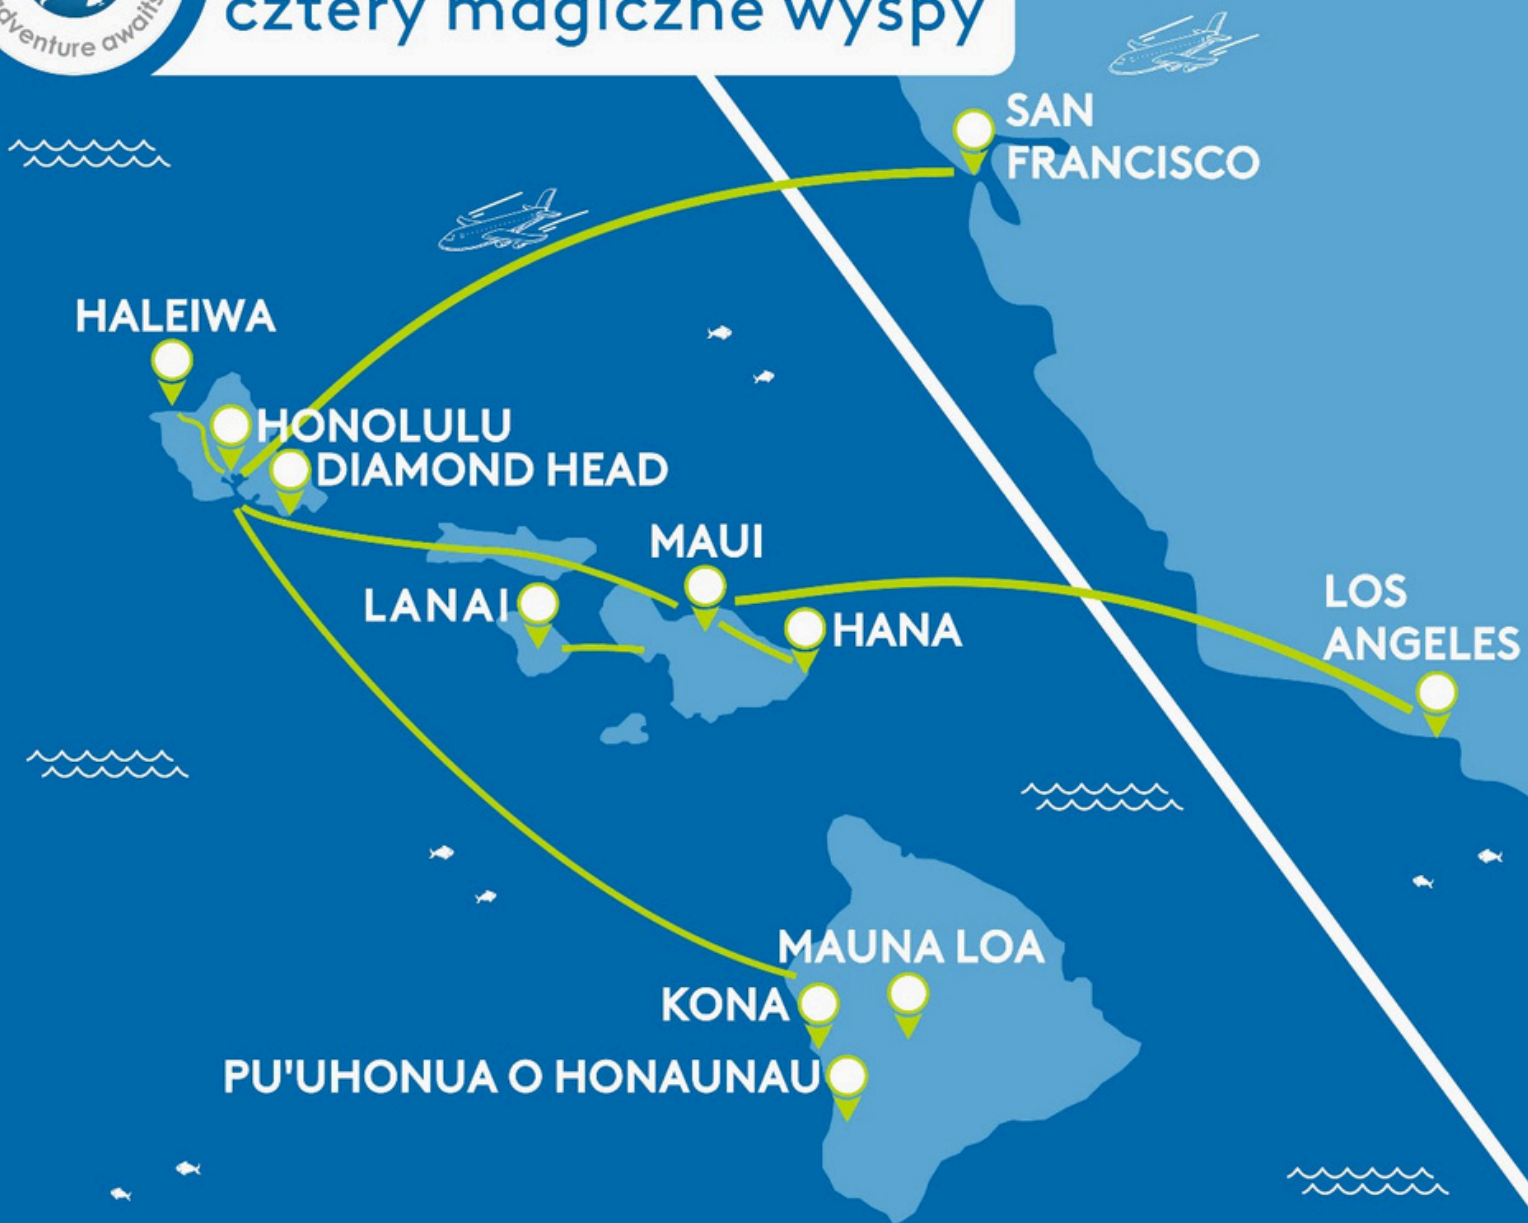 cztery magiczne wyspy
adventure awaits
SAN
FRANCISCO
HALEIWA
HONOLULU
DIAMOND HEAD
MAUI
LANAI
HANA
LOS
ANGELES
MAUNA LOA
KONA
PU'UHONUA O HONAUNAU